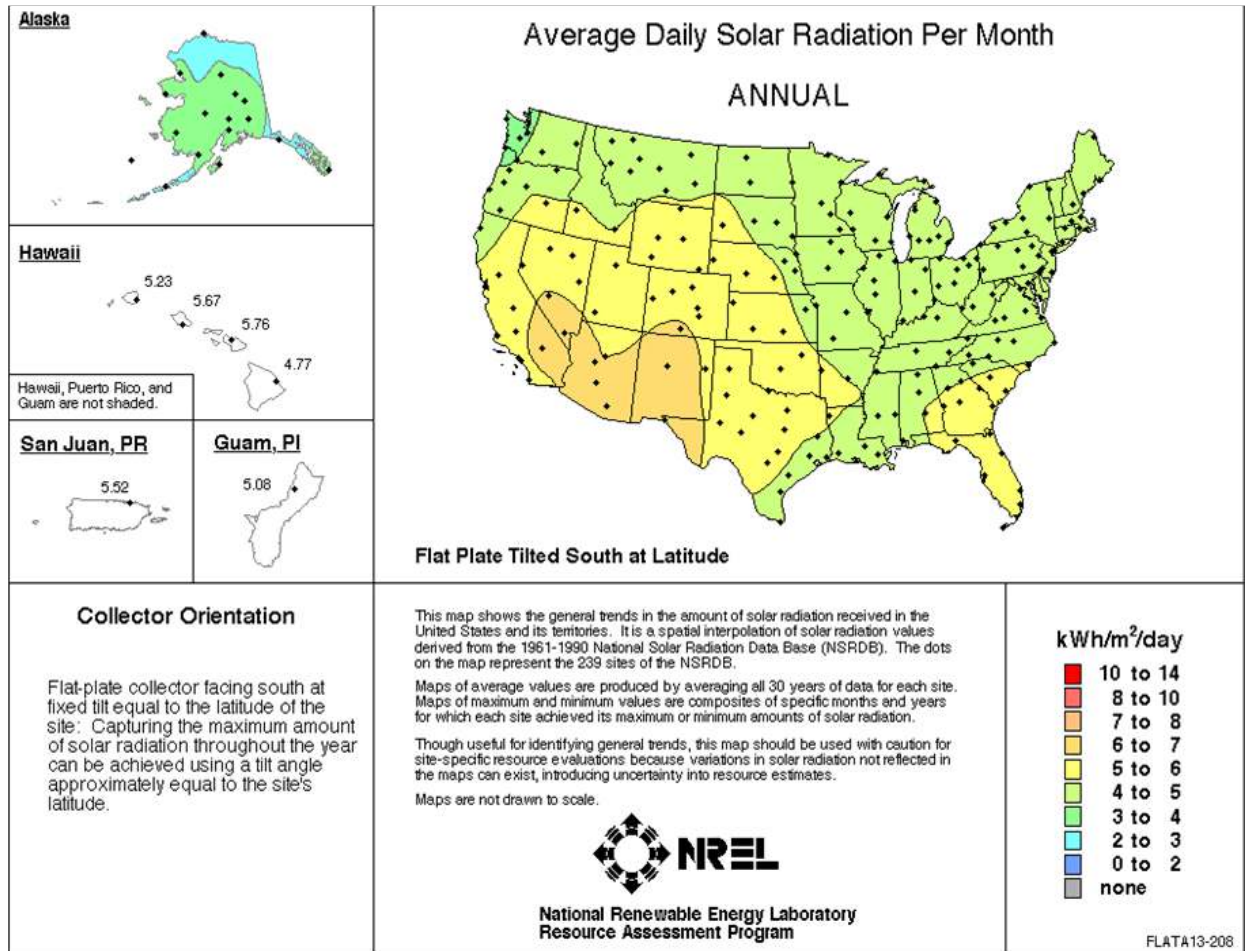 Alaska
Average Daily Solar Radiation Per Month
ANNUAL
Hawaii
5.23
5.67
5.76
4.77
Hawaii, Puerto Rico, and
Guam are not shaded.
San Juan, PR
5.52
Guam, PI
5.08
Flat Plate Tilted South at Latitude
Collector Orientation
Flat-plate collector facing south at
fixed tilt equal to the latitude of the
site: Capturing the maximum amount
of solar radiation throughout the year
can be achieved using a tilt angle
approximately equal to the site's
latitude.
This map shows the general trends in the amount of solar radiation received in the
United States and its territories. It is a spatial interpolation of solar radiation values
derived from the 1961-1990 National Solar Radiation Data Base (NSRDB). The dots
on the map represent the 239 sites of the NSRDB.
Maps of average values are produced by averaging all 30 years of data for each site.
Maps of maximum and minimum values are composites of specific months and years
for which each site achieved its maximum or minimum amounts of solar radiation.
Though useful for identifying general trends, this map should be used with caution for
site-specific resource evaluations because variations in solar radiation not reflected in
the maps can exist, introducing uncertainty into resource estimates.
Maps are not drawn to scale.
NREL
National Renewable Energy Laboratory
Resource Assessment Program
kWh/m²/day
10 to 14
8 to 10
7 to 8
6 to 7
5 to 6
4 to 5
3 to 4
2 to 3
0 to 2
none
FLATA13-208